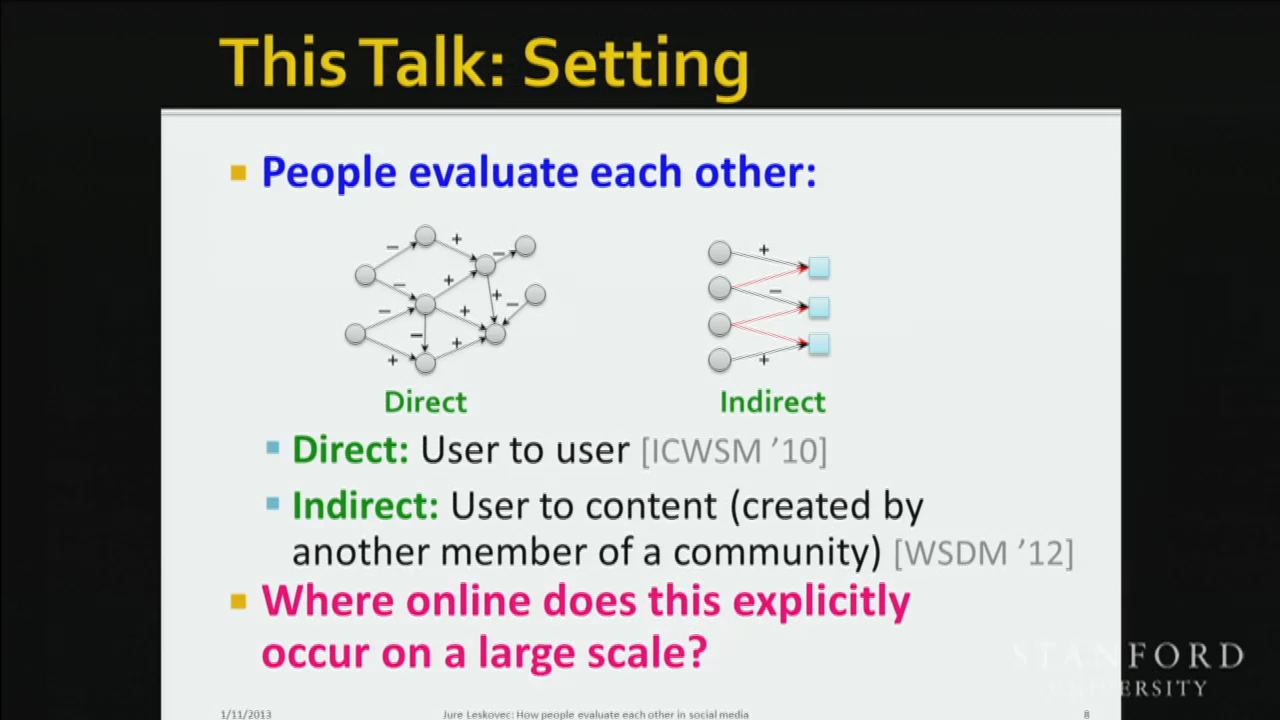 This Talk: Setting
People evaluate each other:
− + −
− + + −
− − +
+ +
+
−
+
Direct
Indirect
Direct: User to user [ICWSM ’10]
Indirect: User to content (created by
another member of a community) [WSDM ’12]
Where online does this explicitly
occur on a large scale?
STANFORD
UNIVERSITY
1/11/2013
Jure Leskovec: How people evaluate each other in social media
8